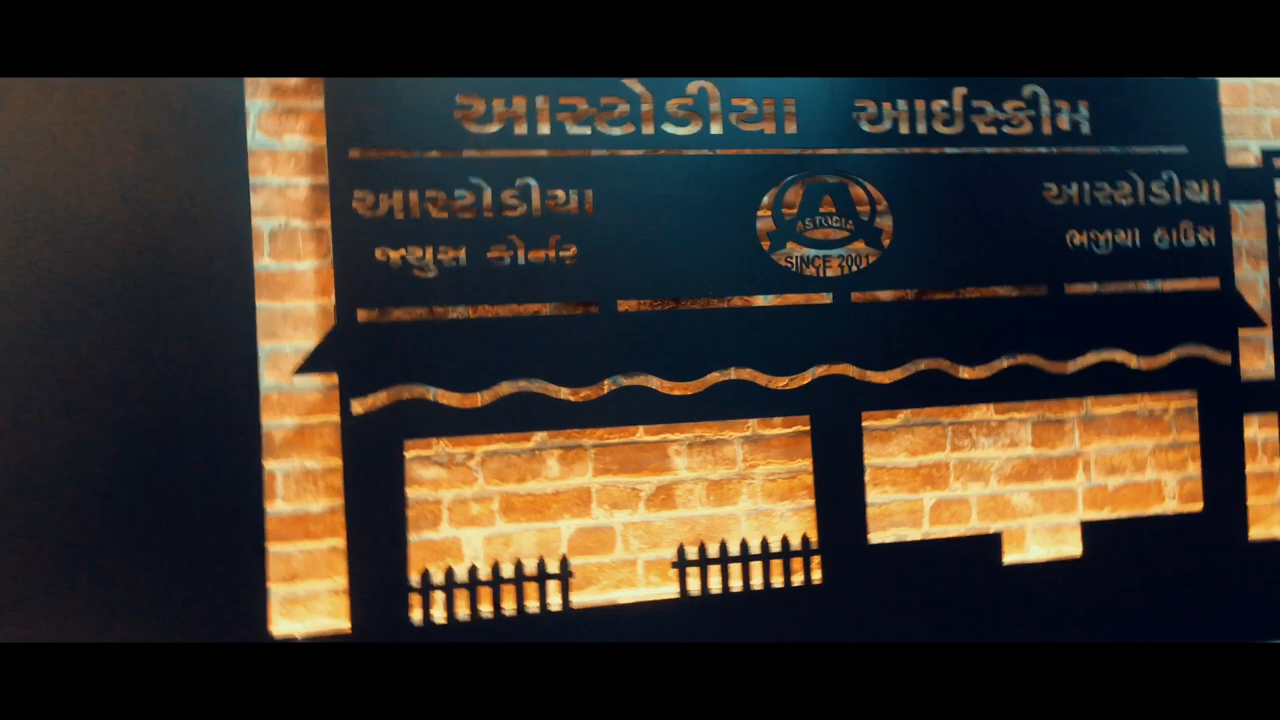 આસ્ટોડીયા આઈસ્ક્રીમ
આસ્ટોડીયા
જ્યુસ કોર્નર
ASTODIA
SINCE 2001
આસ્ટોડીયા
ભજીયા હાઉસ